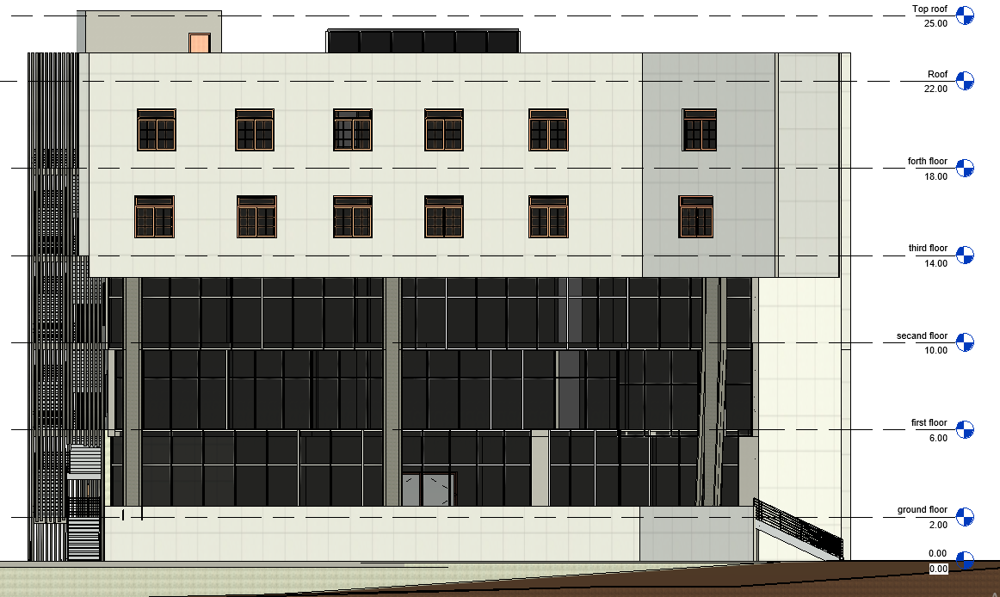 Top roof
25.00
Roof
22.00
forth floor
18.00
third floor
14.00
secand floor
10.00
first floor
6.00
ground floor
2.00
0.00
0.00